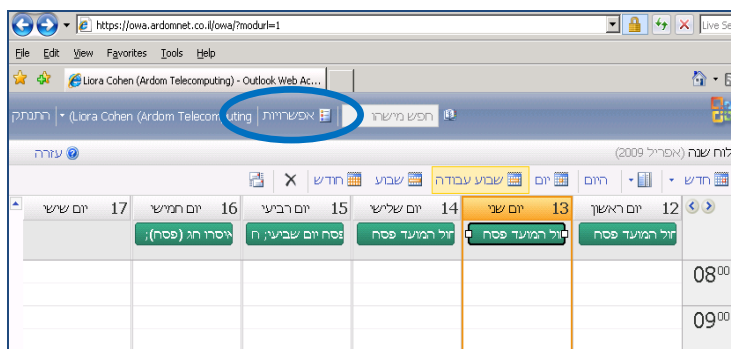 https://owa.ardomnet.co.il/owa/?modurl=1
Live Se
File Edit View Favorites Tools Help
Liora Cohen (Ardom Telecomputing) - Outlook Web Ac...
חפש מישהו אפשרויות Liora Cohen (Ardom Telecomputing) התנתק
לוח שנה (אפריל 2009) עזרה
חדש היום יום שבוע עבודה שבוע חודש
12 יום ראשון 13 יום שני 14 יום שלישי 15 יום רביעי 16 יום חמישי 17 יום שישי
חול המועד פסח חול המועד פסח חול המועד פסח פסח יום שביעי; ח איסרו חג (פסח);
08 00
09 00